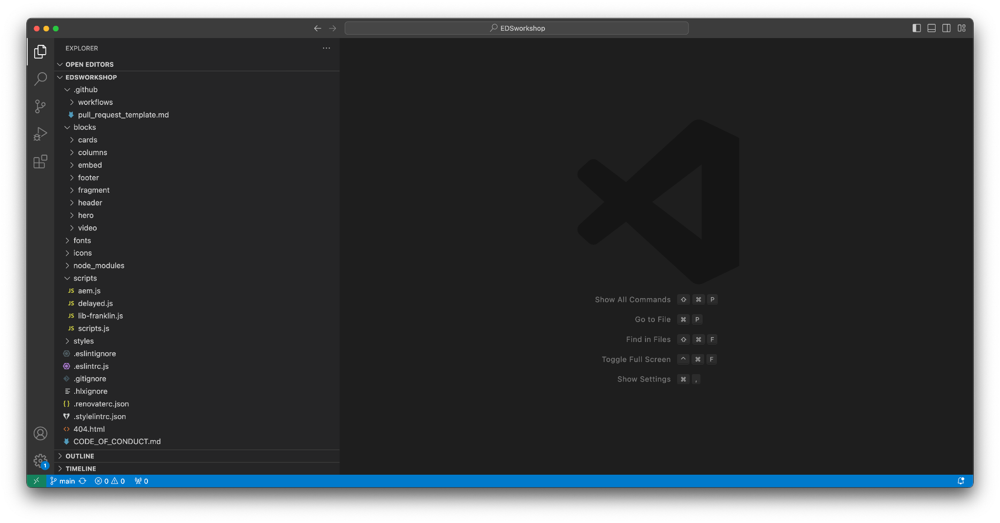 EDSworkshop
EXPLORER
OPEN EDITORS
EDSWORKSHOP
.github
workflows
pull_request_template.md
blocks
cards
columns
embed
footer
fragment
header
hero
video
fonts
icons
node_modules
scripts
JS aem.js
JS delayed.js
JS lib-franklin.js
JS scripts.js
styles
.eslintignore
.eslintrc.js
.gitignore
.hlxignore
{} .renovaterc.json
.stylelintrc.json
<> 404.html
CODE_OF_CONDUCT.md
OUTLINE
TIMELINE
Show All Commands ⇧ ⌘ P
Go to File ⌘ P
Find in Files ⇧ ⌘ F
Toggle Full Screen ^ ⌘ F
Show Settings ⌘ ,
1
main 0 0 0